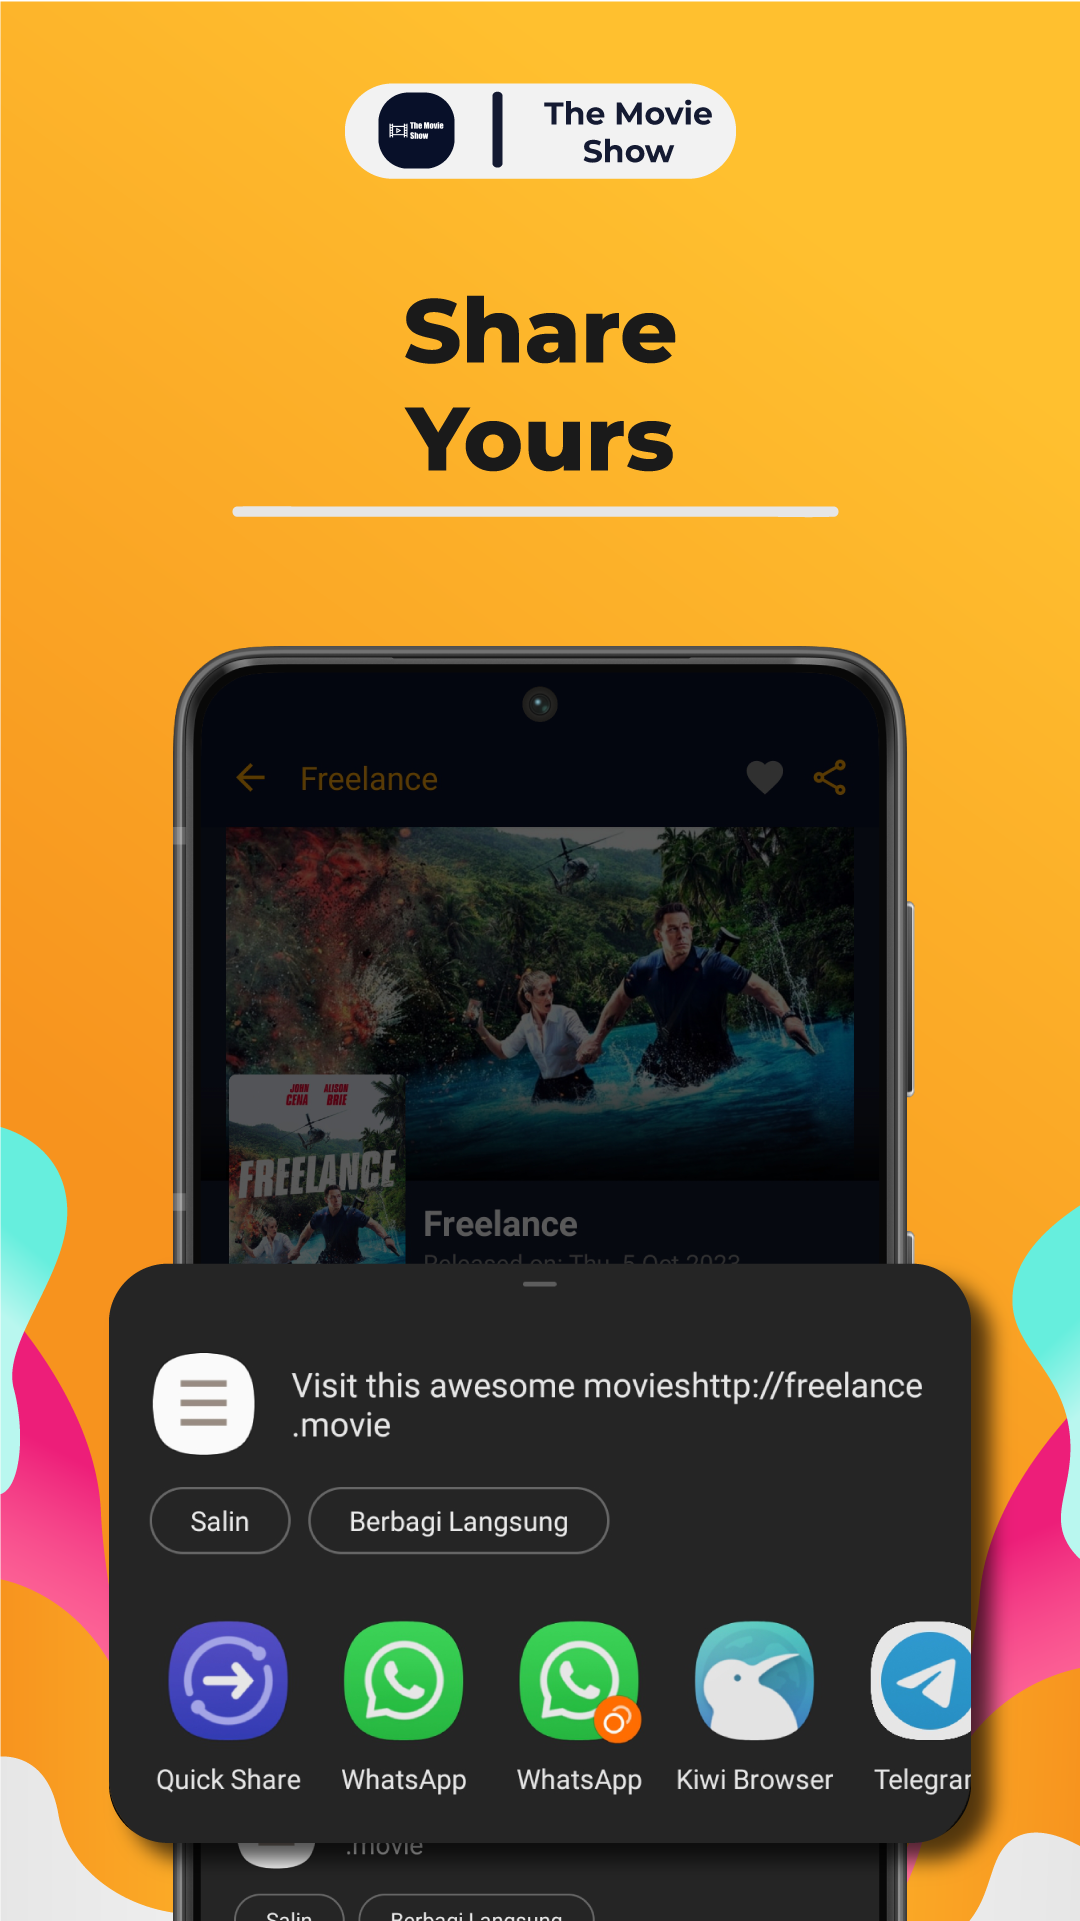 The Movie
Show
The Movie
Show
Share
Yours
Freelance
JOHN
CENA
ALISON
BRIE
FREELANCE
Freelance
Released on: Thu, 5 Oct 2023
Visit this awesome movieshttp://freelance
.movie
Salin
Berbagi Langsung
Quick Share
WhatsApp
WhatsApp
Kiwi Browser
Telegra
.movie
Salin
Berbagi Langsung